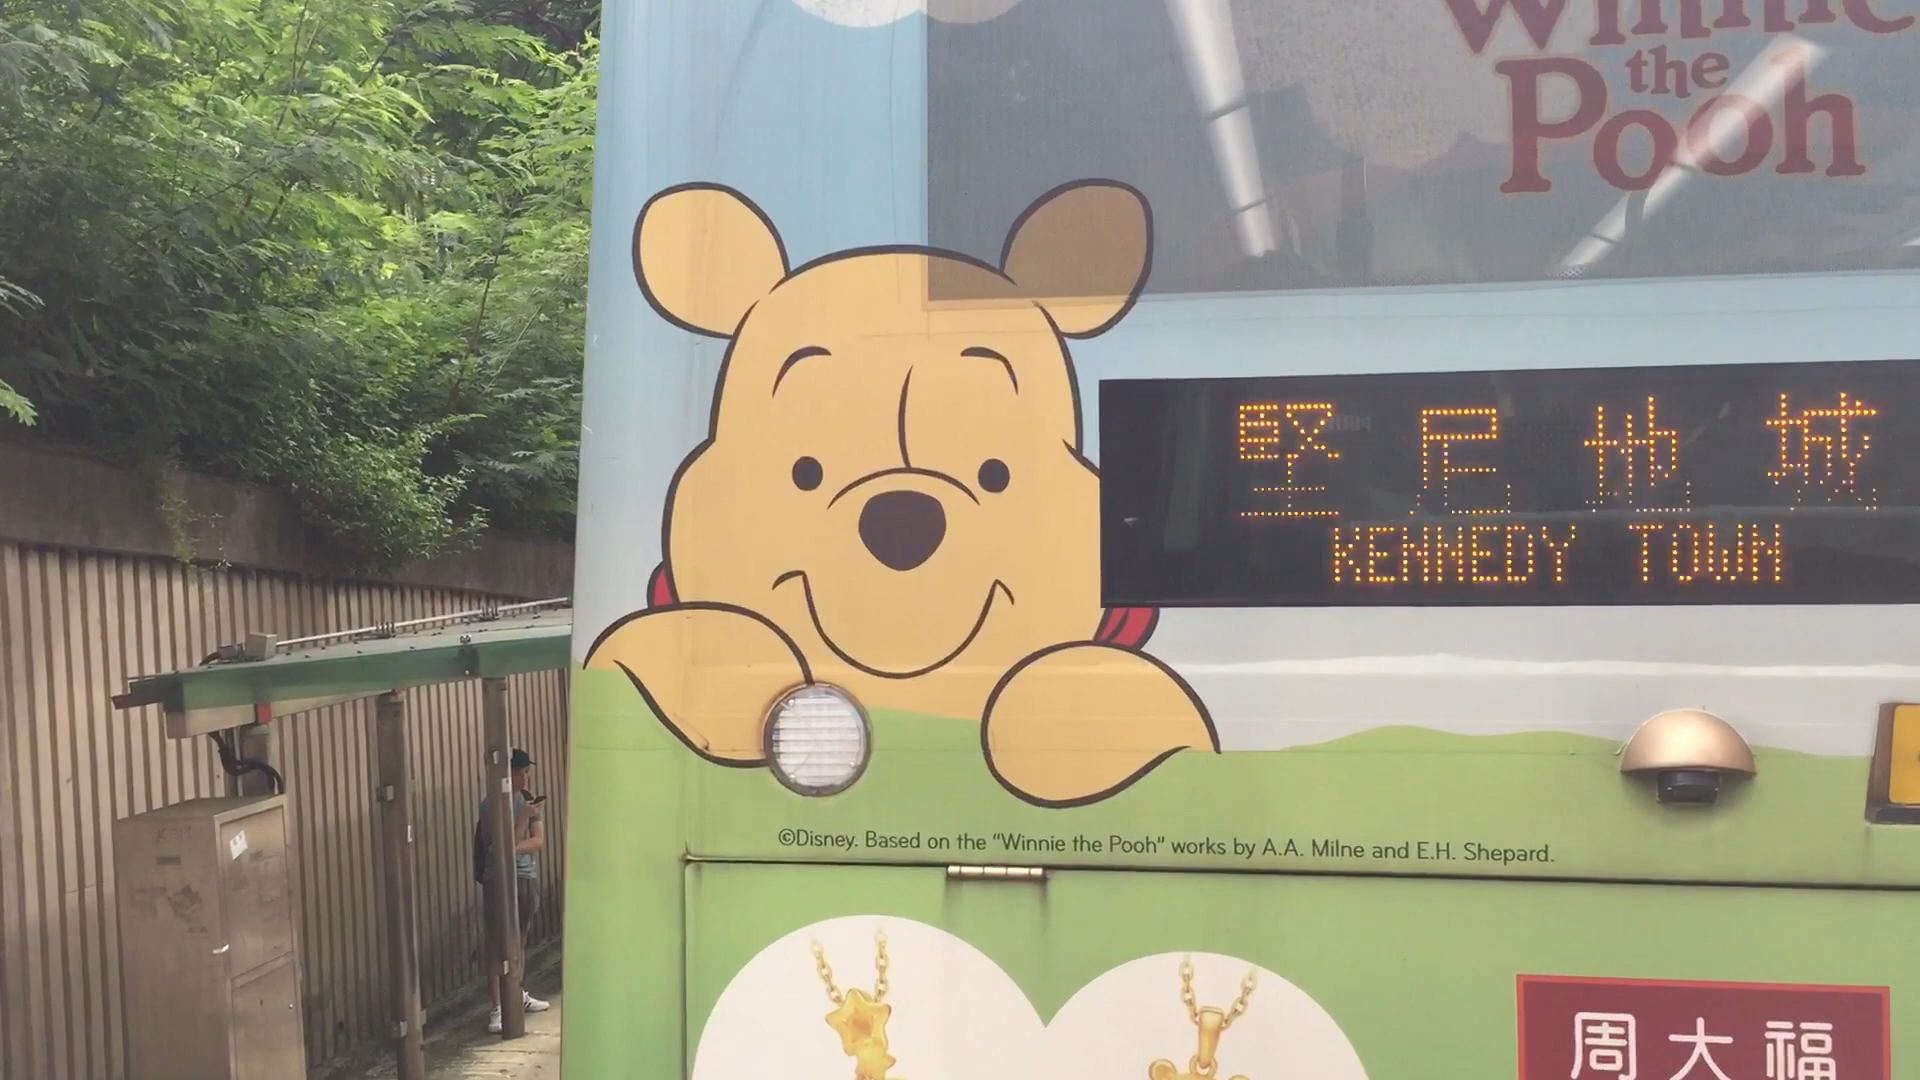 Winnie
the
Pooh
堅尼地城
KENNEDY TOWN
©Disney. Based on the "Winnie the Pooh" works by A.A. Milne and E.H. Shepard.
周大福